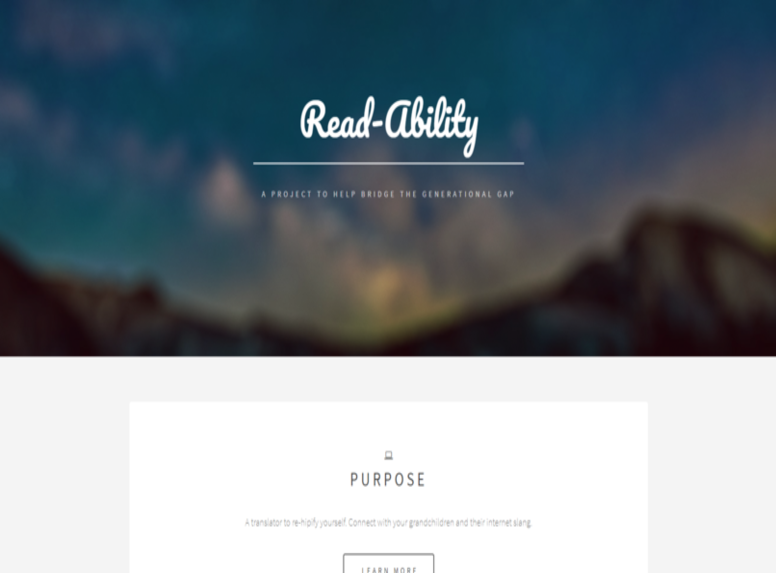 Read-Ability
A PROJECT TO HELP BRIDGE THE GENERATIONAL GAP
PURPOSE
A translator to re-hipify yourself. Connect with your grandchildren and their internet slang.
LEARN MORE